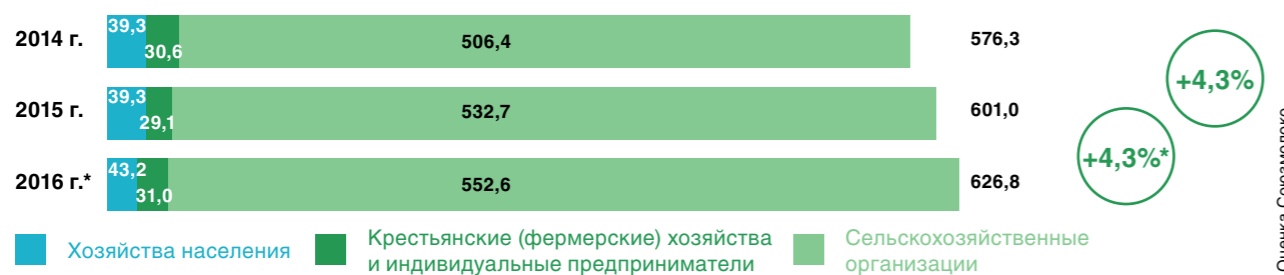 2014 г. 39,3 30,6 506,4 576,3
+4,3%
2015 г. 39,3 29,1 532,7 601,0
+4,3%*
2016 г.* 43,2 31,0 552,6 626,8
Хозяйства населения
Крестьянские (фермерские) хозяйства
и индивидуальные предприниматели
Сельскохозяйственные
организации
Оценка Союзмолоко